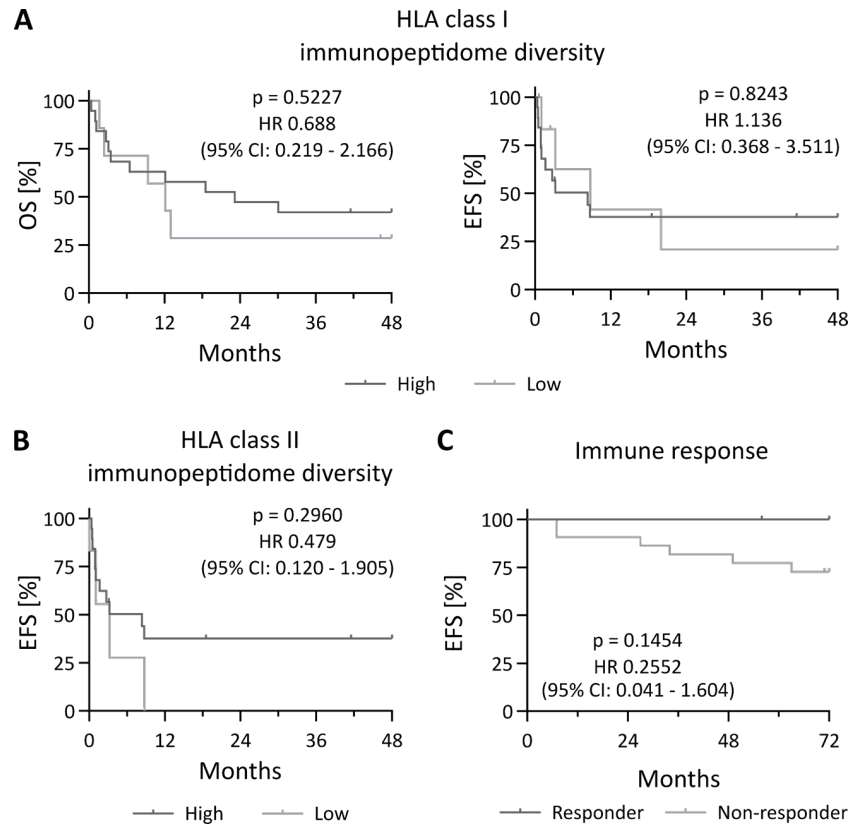 A
HLA class I
immunopeptidome diversity
OS [%]
100
75
50
25
0
p = 0.5227
HR 0.688
(95% CI: 0.219 - 2.166)
0 12 24 36 48
Months
EFS [%]
100
75
50
25
0
p = 0.8243
HR 1.136
(95% CI: 0.368 - 3.511)
0 12 24 36 48
Months
High Low
B
HLA class II
immunopeptidome diversity
EFS [%]
100
75
50
25
0
p = 0.2960
HR 0.479
(95% CI: 0.120 - 1.905)
0 12 24 36 48
Months
High Low
C
Immune response
EFS [%]
100
75
50
25
0
p = 0.1454
HR 0.2552
(95% CI: 0.041 - 1.604)
0 24 48 72
Months
Responder Non-responder